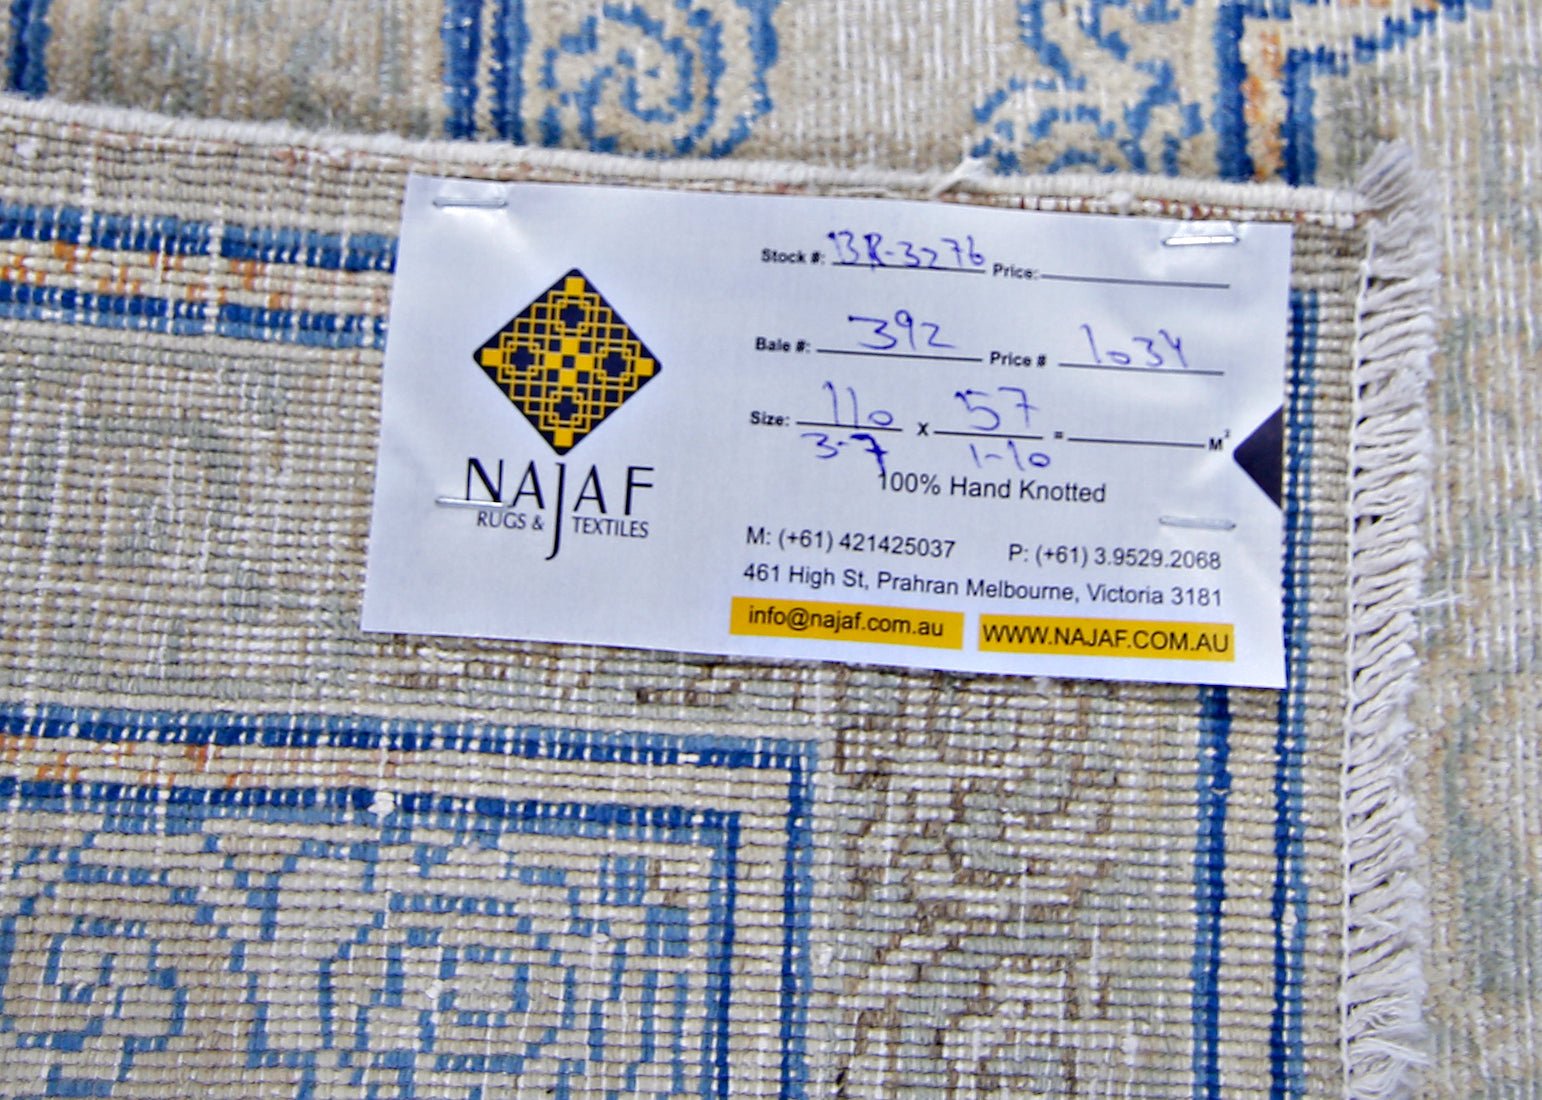 NAJAF
RUGS & TEXTILES
Stock #: BR-3276 Price:
Bale #: 392 Price # 1034
Size: 110 x 57 = M²
3-7 1-10
100% Hand Knotted
M: (+61) 421425037 P: (+61) 3.9529.2068
461 High St, Prahran Melbourne, Victoria 3181
info@najaf.com.au WWW.NAJAF.COM.AU